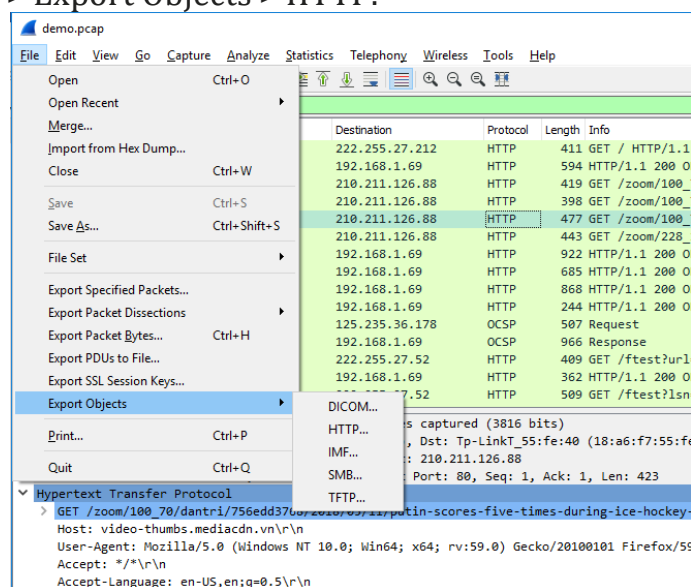 > Export Objects > HTTP.
demo.pcap
File Edit View Go Capture Analyze Statistics Telephony Wireless Tools Help
Open Ctrl+O
Open Recent
Merge...
Import from Hex Dump...
Close Ctrl+W
Save Ctrl+S
Save As... Ctrl+Shift+S
File Set
Export Specified Packets...
Export Packet Dissections
Export Packet Bytes... Ctrl+H
Export PDUs to File...
Export SSL Session Keys...
Export Objects
Print... Ctrl+P
Quit Ctrl+Q
DICOM...
HTTP...
IMF...
SMB...
TFTP...
Destination Protocol Length Info
222.255.27.212 HTTP 411 GET / HTTP/1.1
192.168.1.69 HTTP 594 HTTP/1.1 200 O
210.211.126.88 HTTP 419 GET /zoom/100_
210.211.126.88 HTTP 398 GET /zoom/100_
210.211.126.88 HTTP 477 GET /zoom/100_
210.211.126.88 HTTP 443 GET /zoom/228_
192.168.1.69 HTTP 922 HTTP/1.1 200 O
192.168.1.69 HTTP 685 HTTP/1.1 200 O
192.168.1.69 HTTP 868 HTTP/1.1 200 O
192.168.1.69 HTTP 244 HTTP/1.1 200 O
125.235.36.178 OCSP 507 Request
192.168.1.69 OCSP 966 Response
222.255.27.52 HTTP 409 GET /ftest?url
192.168.1.69 HTTP 362 HTTP/1.1 200 O
7.52 HTTP 509 GET /ftest?lsn
s captured (3816 bits)
, Dst: Tp-LinkT_55:fe:40 (18:a6:f7:55:fe
: 210.211.126.88
Port: 80, Seq: 1, Ack: 1, Len: 423
Hypertext Transfer Protocol
GET /zoom/100_70/dantri/756edd37 tin-scores-five-times-during-ice-hockey-
Host: video-thumbs.mediacdn.vn\r\n
User-Agent: Mozilla/5.0 (Windows NT 10.0; Win64; x64; rv:59.0) Gecko/20100101 Firefox/59
Accept: */*\r\n
Accept-Language: en-US,en;q=0.5\r\n